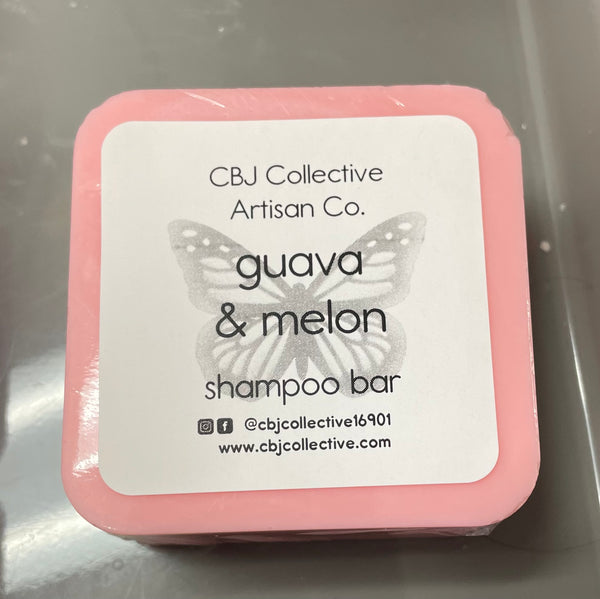 CBJ Collective
Artisan Co.
guava
& melon
shampoo bar
@cbjcollective16901
www.cbjcollective.com